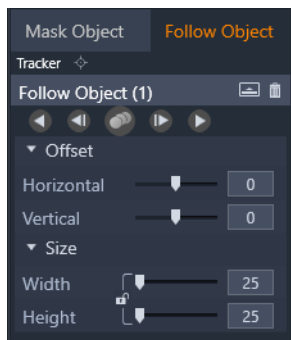 Mask Object Follow Object
Tracker
Follow Object (1)
Offset
Horizontal 0
Vertical 0
Size
Width 25
Height 25